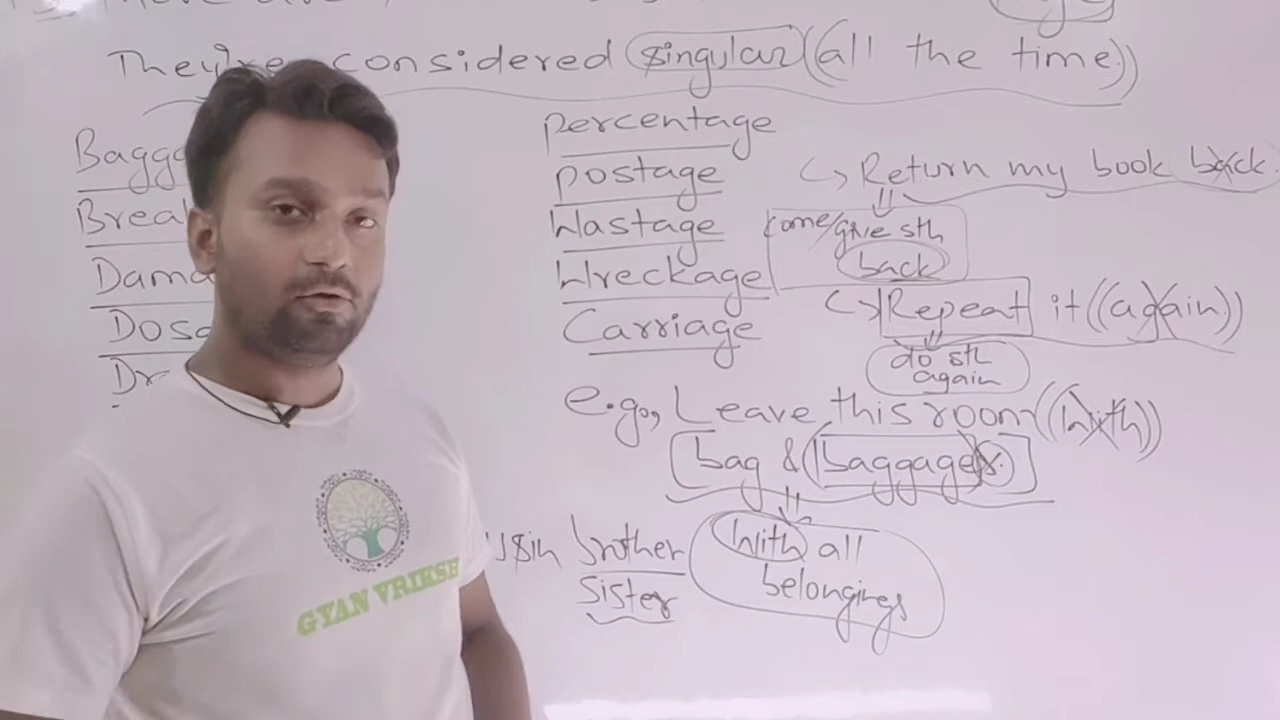 They're considered singular (all the time.)
percentage
postage
Wastage
Wreckage
Carriage
Dama
Return my book back.
come/give sth
back
Repeat it ((again.))
do sth
again
e.g., Leave this room ((with))
bag & (baggages.)
brother
sister
With all
belongings
GYAN VRIKSH